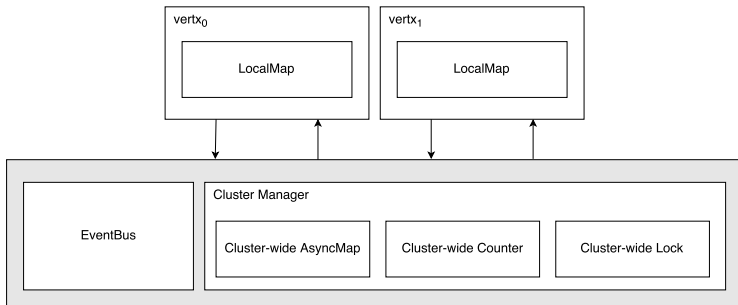 vertx0
vertx1
LocalMap
LocalMap
Cluster Manager
EventBus
Cluster-wide AsyncMap
Cluster-wide Counter
Cluster-wide Lock